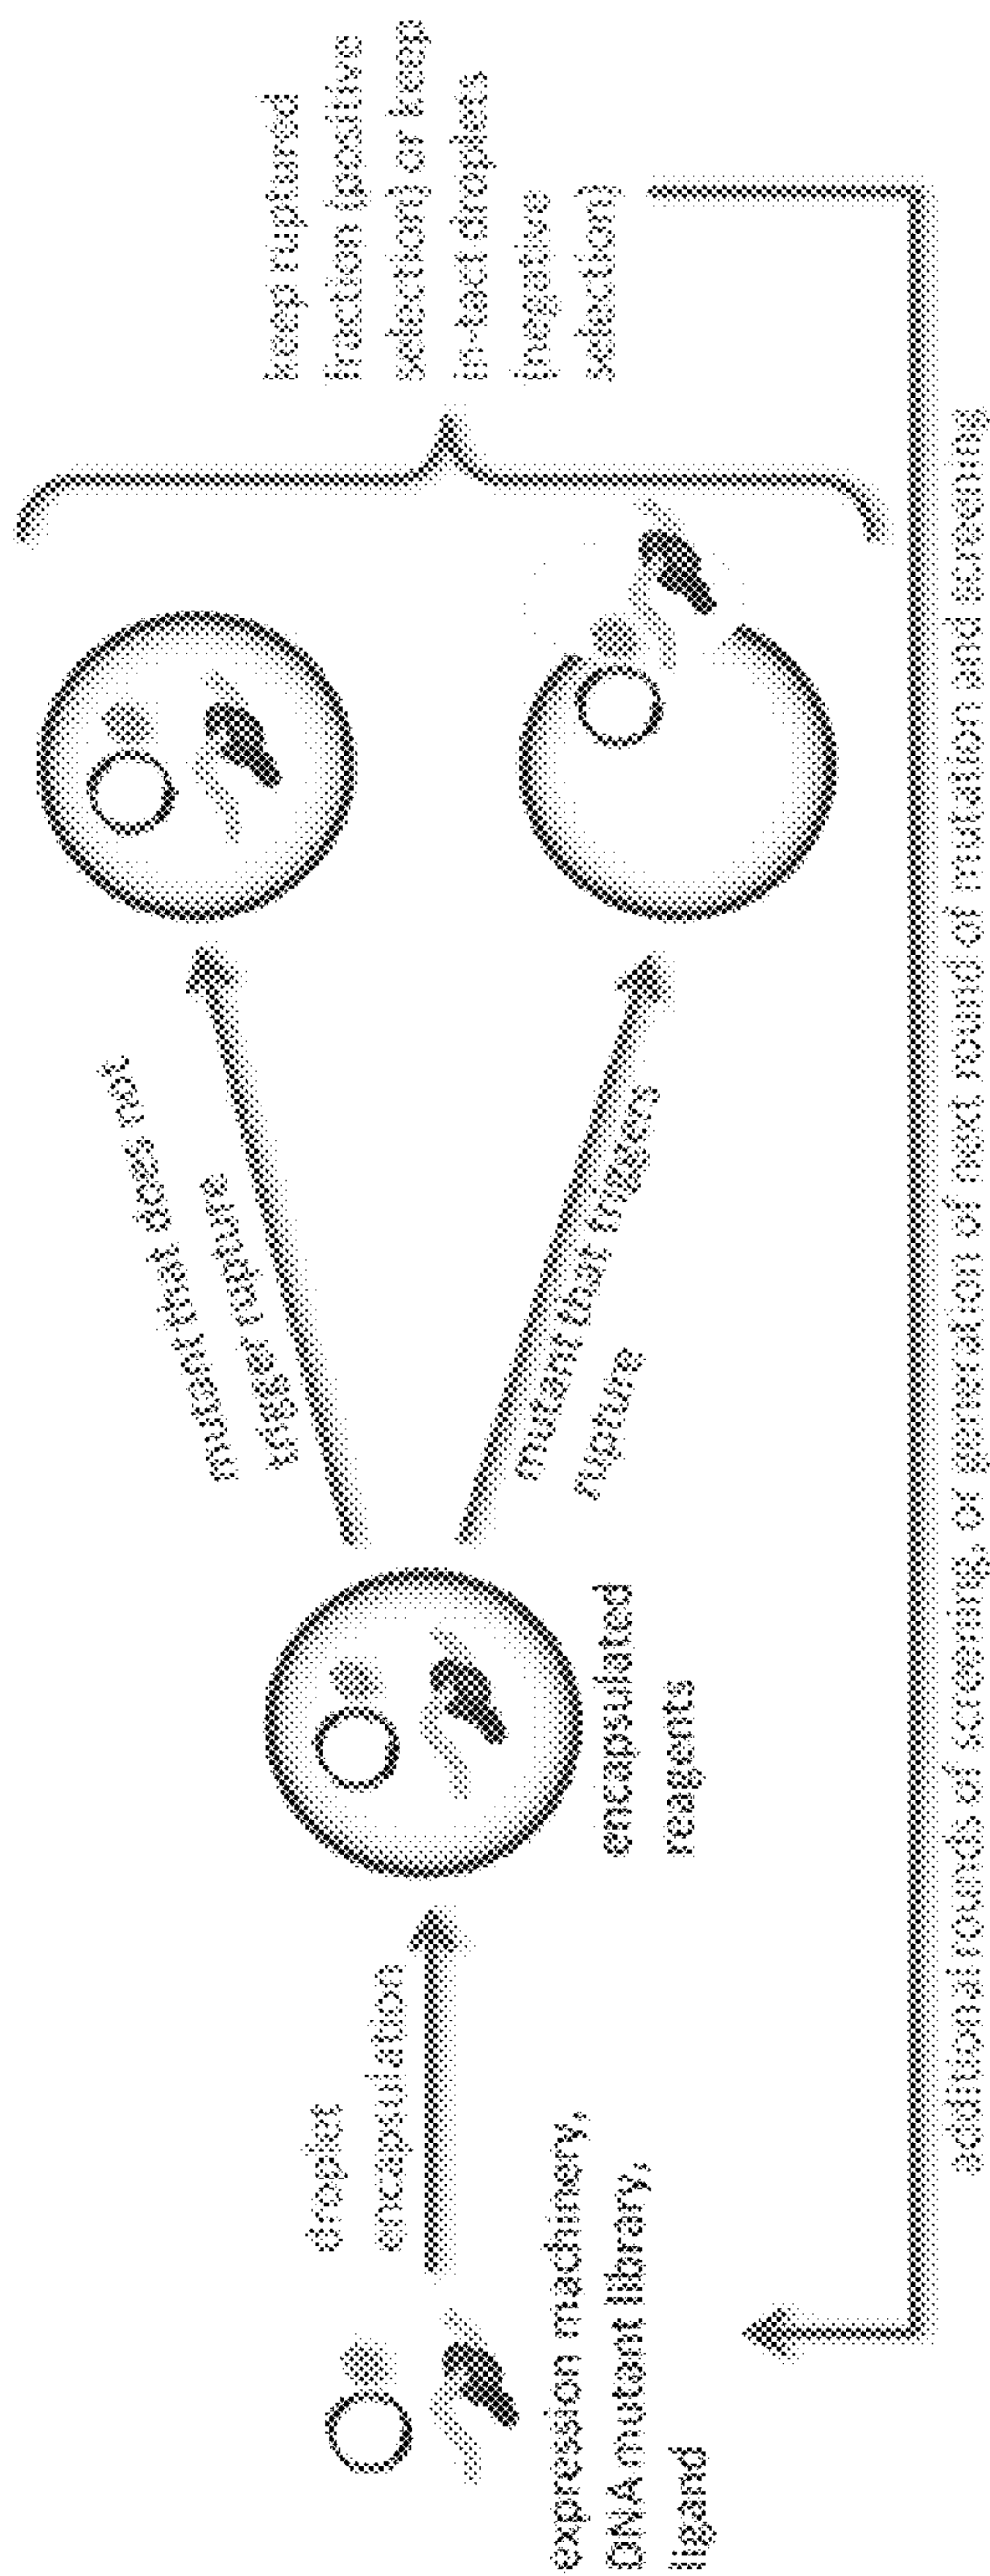 expression machinery,
DNA mutant library,
ligand
droplet
encapsulation
encapsulated
reagents
mutant that does not
trigger rupture
mutant that triggers
rupture
keep ruptured
fraction (positive
selection) or keep
in-tact droplets
(negative
selection)
additional rounds of screening or same/gion of next round of mutation and screening